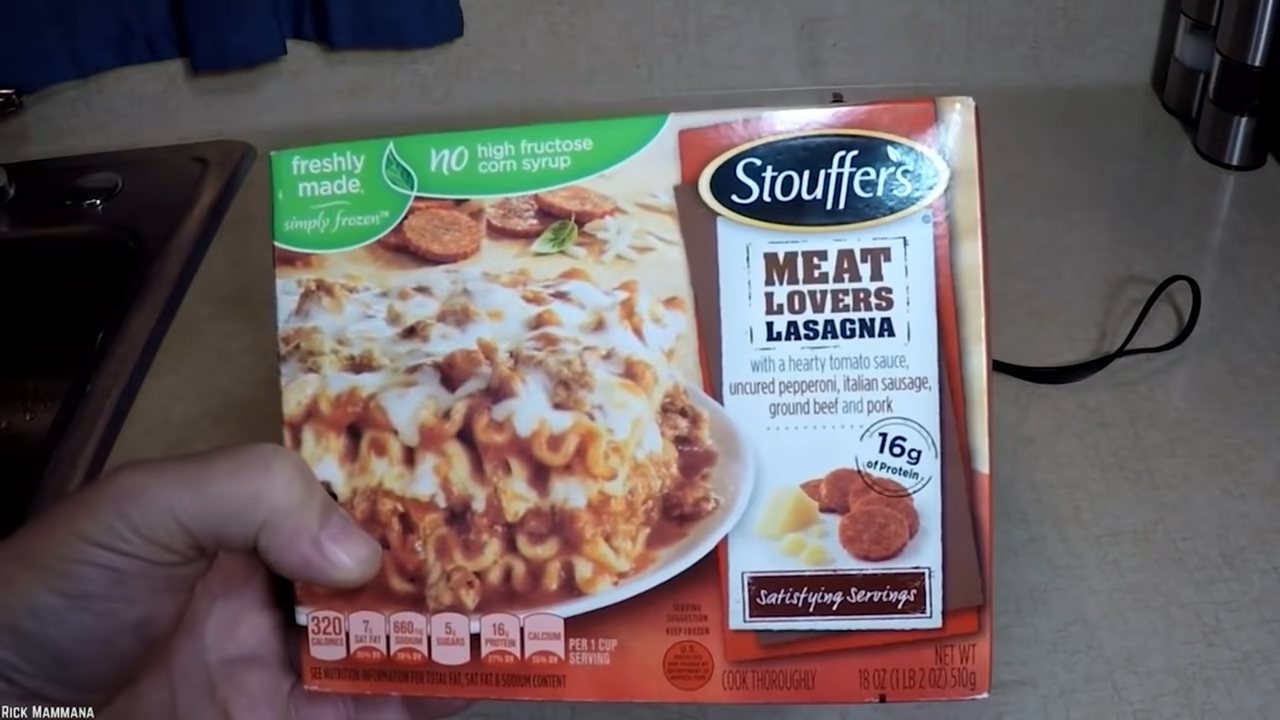 freshly
made.
simply frozen™
no high fructose
corn syrup
Stouffer's
MEAT
LOVERS
LASAGNA
with a hearty tomato sauce,
uncured pepperoni, italian sausage,
ground beef and pork
16g
of Protein
satisfying servings
320 CALORIES
7g SAT FAT
660mg SODIUM
5g SUGARS
16g PROTEIN
CALCIUM
PER 1 CUP
SERVING
SEE NUTRITION INFORMATION FOR TOTAL FAT, SAT FAT & SODIUM CONTENT
SERVING
SUGGESTION
KEEP FROZEN
U.S.
COOK THOROUGHLY
NET WT
18 OZ (1 LB 2 OZ) 510g
RICK MAMMANA